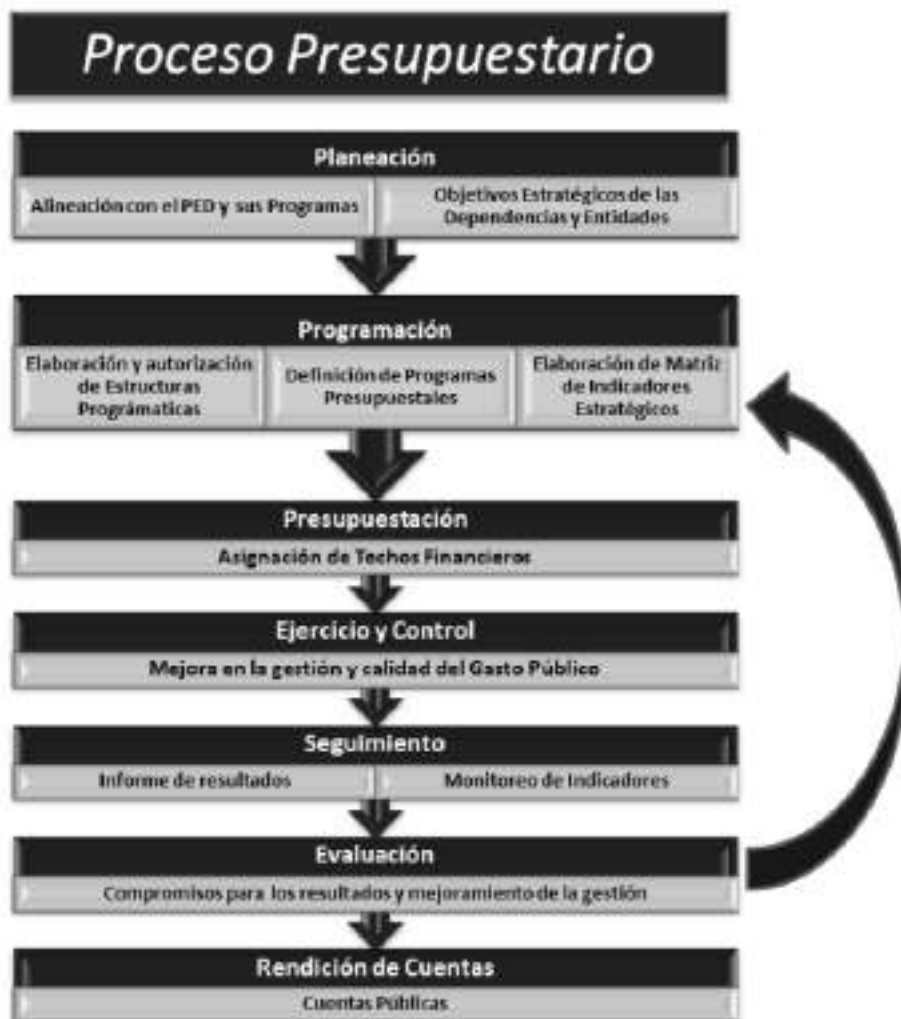 Proceso Presupuestario
Planeación
Alineación con el PED y sus Programas
Objetivos Estratégicos de las
Dependencias y Entidades
Programación
Elaboración y autorización
de Estructuras
Prográmaticas
Definición de Programas
Presupuestales
Elaboración de Matriz
de Indicadores
Estratégicos
Presupuestación
Asignación de Techos Financieros
Ejercicio y Control
Mejora en la gestión y calidad del Gasto Público
Seguimiento
Informe de resultados
Monitoreo de Indicadores
Evaluación
Compromisos para los resultados y mejoramiento de la gestión
Rendición de Cuentas
Cuentas Públicas